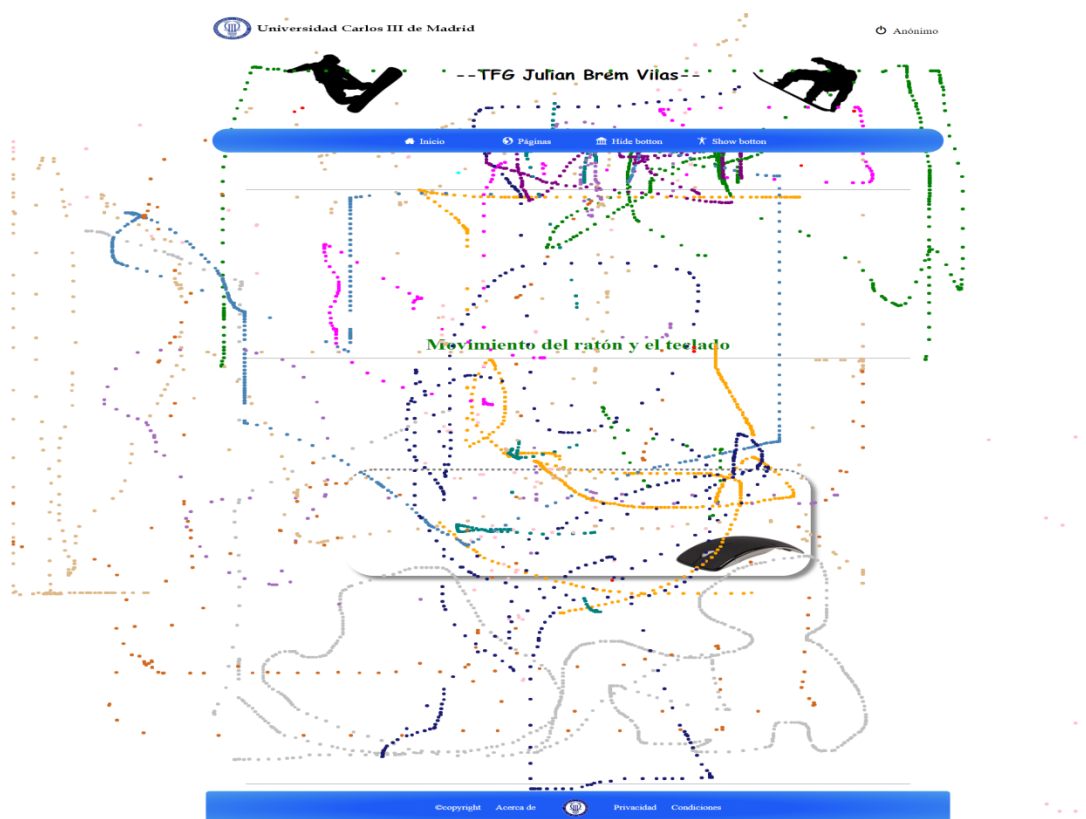 Universidad Carlos III de Madrid
Anónimo
--TFG Julian Brem Vilas--
Inicio Páginas Hide botton Show botton
Movimiento del ratón y el teclado
©copyright Acerca de Privacidad Condiciones